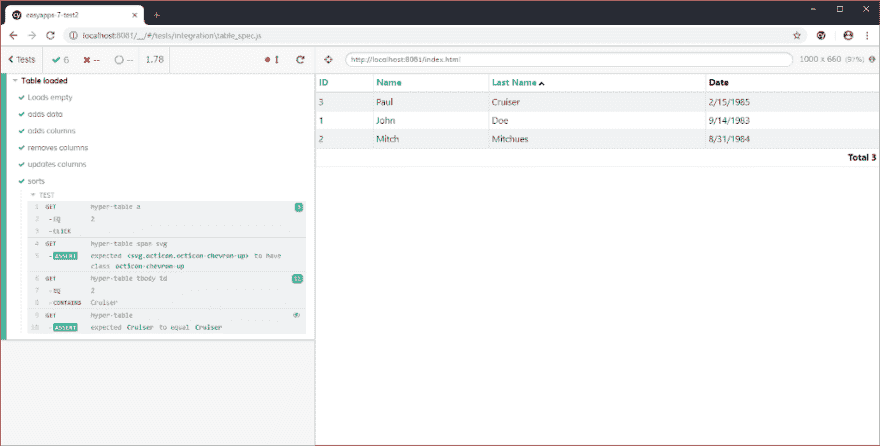 easyapps-7-test2
localhost:8081/__/#/tests/integration\table_spec.js
Tests 6 -- -- 1.78
http://localhost:8081/index.html 1000 x 660 (97%)
Table loaded
Loads empty
adds data
adds columns
removes columns
updates columns
sorts
TEST
1 GET hyper-table a 3
2 -EQ 2
3 -CLICK
4 GET hyper-table span svg
5 -ASSERT expected <svg.octicon.octicon-chevron-up> to have
class octicon-chevron-up
6 GET hyper-table tbody td
7 -EQ 2
8 -CONTAINS Cruiser
9 GET hyper-table
10 -ASSERT expected Cruiser to equal Cruiser
ID Name Last Name Date
3 Paul Cruiser 2/15/1985
1 John Doe 9/14/1983
2 Mitch Mitchues 8/31/1984
Total 3